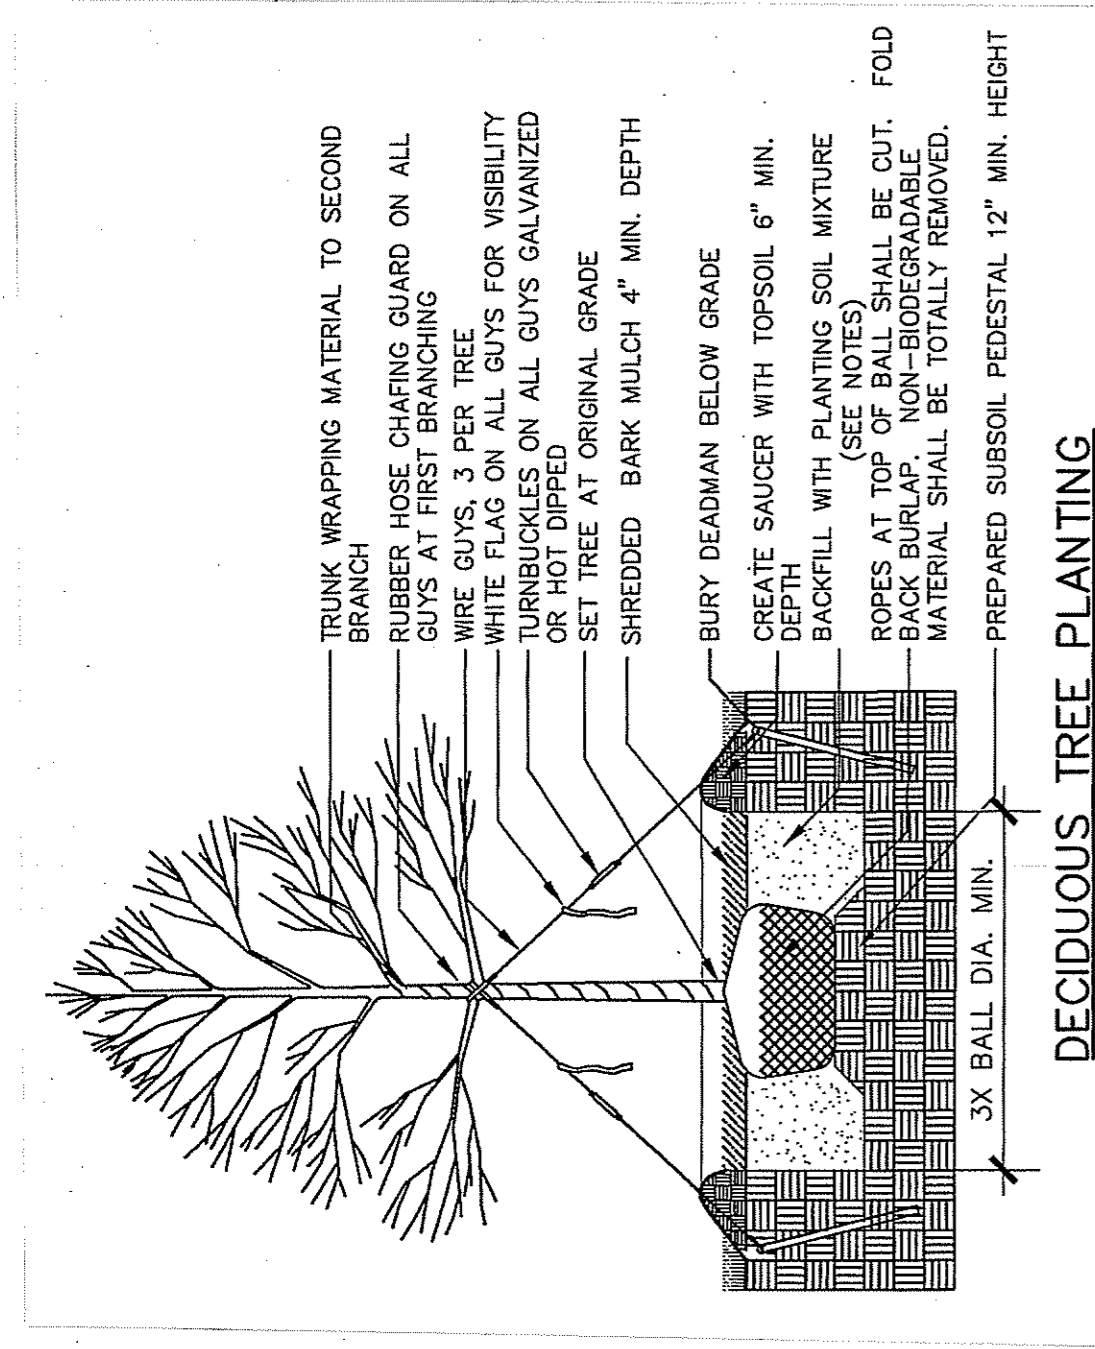 TRUNK WRAPPING MATERIAL TO SECOND
BRANCH
RUBBER HOSE CHAFING GUARD ON ALL
GUYS AT FIRST BRANCHING
WIRE GUYS, 3 PER TREE
WHITE FLAG ON ALL GUYS FOR VISIBILITY
TURNBUCKLES ON ALL GUYS GALVANIZED
OR HOT DIPPED
SET TREE AT ORIGINAL GRADE
SHREDDED BARK MULCH 4" MIN. DEPTH
BURY DEADMAN BELOW GRADE
CREATE SAUCER WITH TOPSOIL 6" MIN.
DEPTH
BACKFILL WITH PLANTING SOIL MIXTURE
(SEE NOTES)
ROPES AT TOP OF BALL SHALL BE CUT. FOLD
BACK BURLAP. NON-BIODEGRADABLE
MATERIAL SHALL BE TOTALLY REMOVED.
PREPARED SUBSOIL PEDESTAL 12" MIN. HEIGHT
3X BALL DIA. MIN.
DECIDUOUS TREE PLANTING